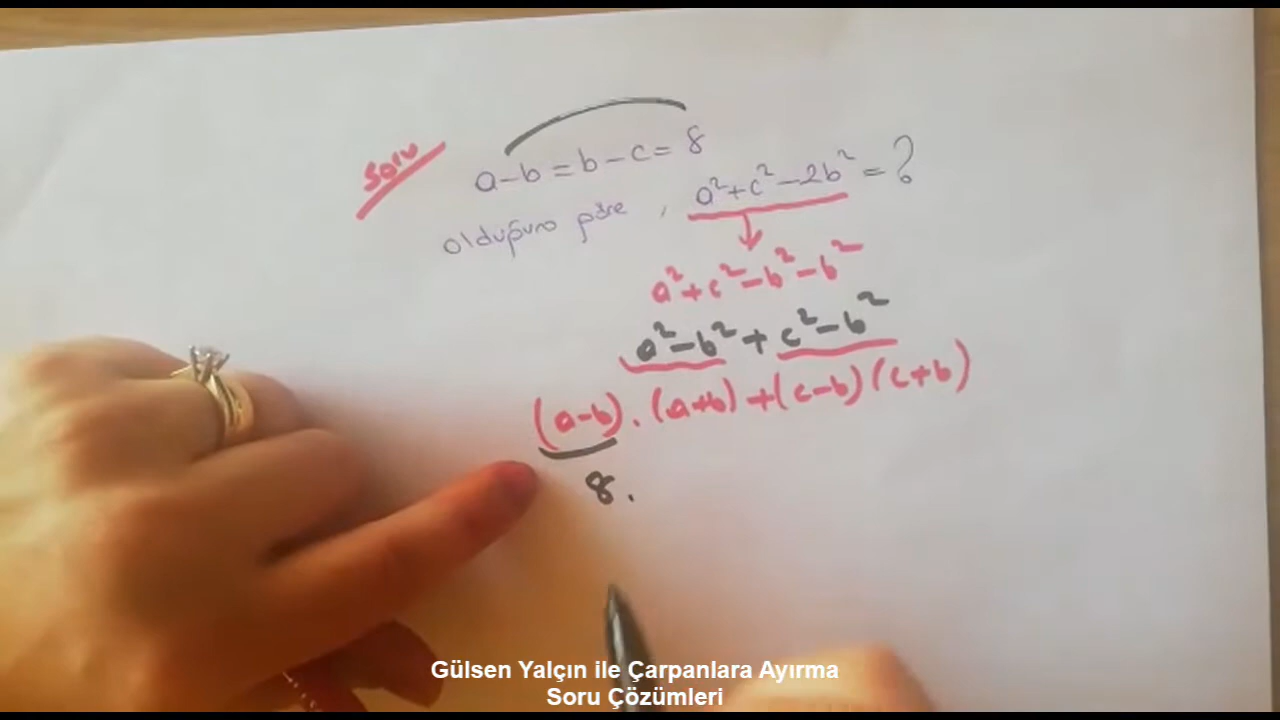 Soru
a-b = b-c = 8
olduğuna göre, a²+c²-2b² = ?
a²+c²-b²-b²
a²-b²+c²-b²
(a-b).(a+b)+(c-b)(c+b)
8.
Gülsen Yalçın ile Çarpanlara Ayırma
Soru Çözümleri